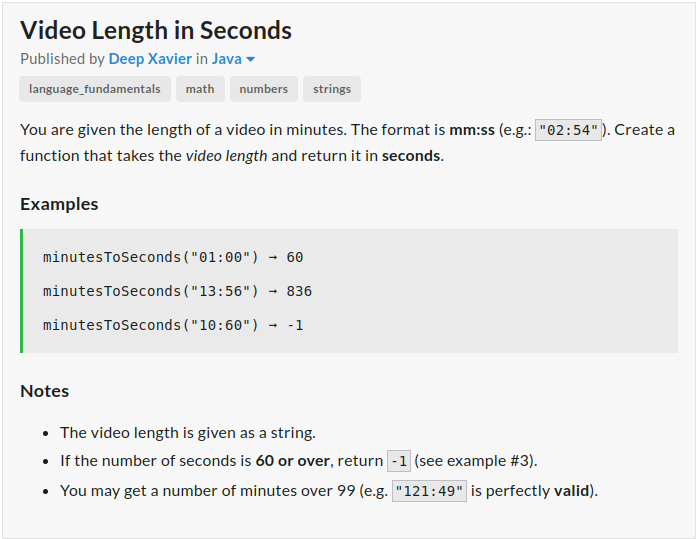 Video Length in Seconds
Published by Deep Xavier in Java
language_fundamentals math numbers strings
You are given the length of a video in minutes. The format is mm:ss (e.g.: "02:54"). Create a
function that takes the video length and return it in seconds.
Examples
minutesToSeconds("01:00") → 60
minutesToSeconds("13:56") → 836
minutesToSeconds("10:60") → -1
Notes
• The video length is given as a string.
• If the number of seconds is 60 or over, return -1 (see example #3).
• You may get a number of minutes over 99 (e.g. "121:49" is perfectly valid).